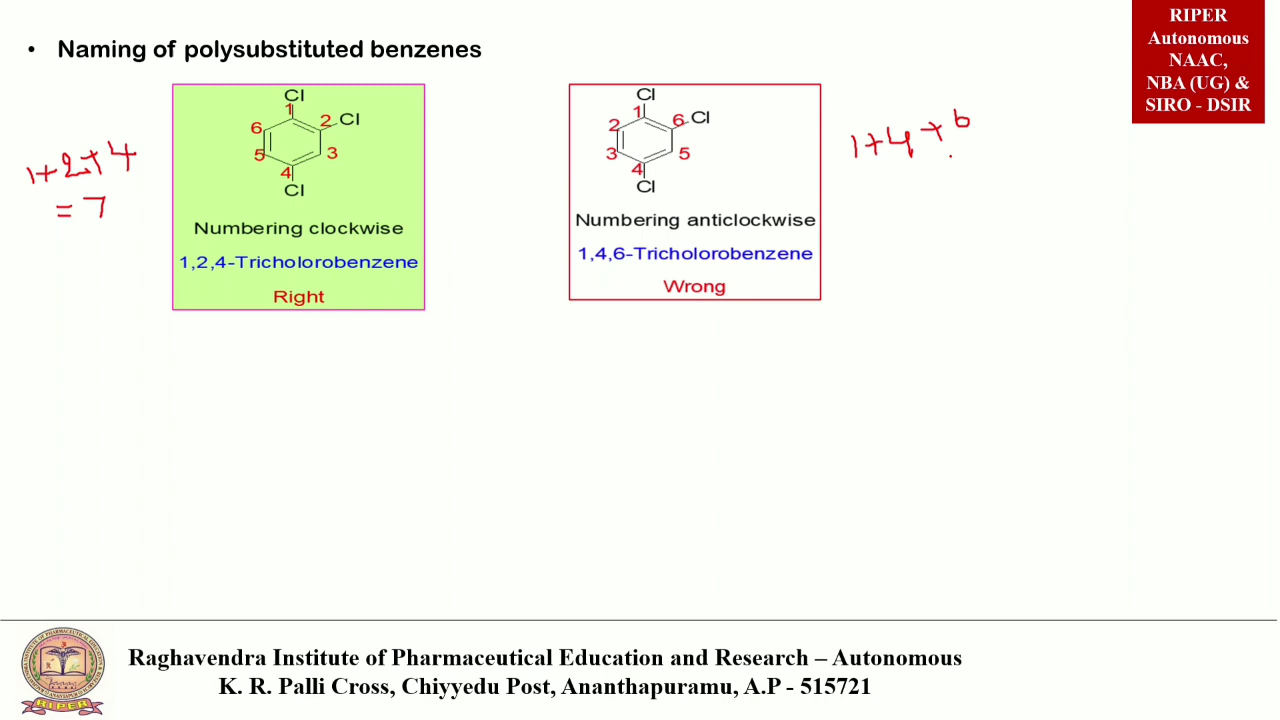 • Naming of polysubstituted benzenes
RIPER
Autonomous
NAAC,
NBA (UG) &
SIRO - DSIR
1+2+4
= 7
Cl
1
2 Cl
6
3
5
4
Cl
Numbering clockwise
1,2,4-Tricholorobenzene
Right
Cl
1
6 Cl
2
3
5
4
Cl
Numbering anticlockwise
1,4,6-Tricholorobenzene
Wrong
1+4+6
Raghavendra Institute of Pharmaceutical Education and Research – Autonomous
K. R. Palli Cross, Chiyyedu Post, Ananthapuramu, A.P - 515721
RIPER